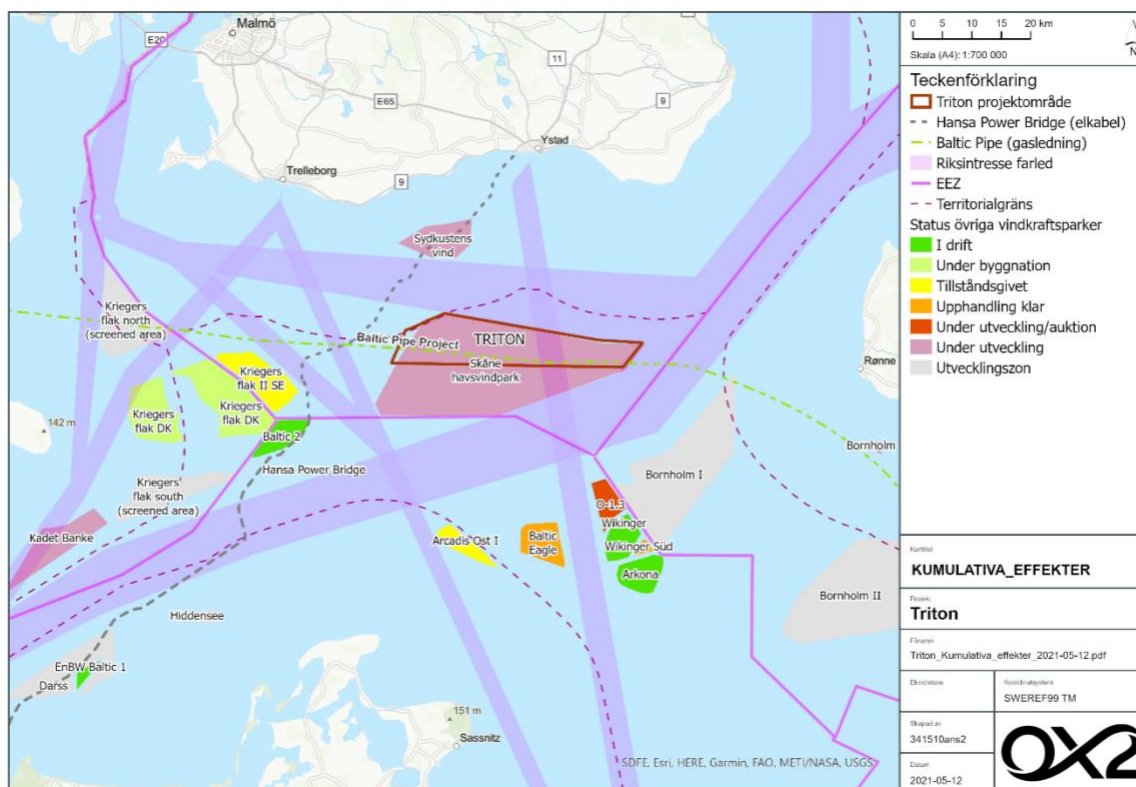 Malmö
E20
11
E65
9
Ystad
Trelleborg
9
Sydkustens
vind
Kriegers
flak north
(screened area)
Baltic Pipe Project
TRITON
Skåne
havsvindpark
Rønne
Kriegers
flak II SE
Kriegers
flak DK
Kriegers
flak DK
142 m
Baltic 2
Bornholm
Hansa Power Bridge
Bornholm I
Kriegers
flak south
(screened area)
O-1.3
Wikinger
Kadet Banke
Arcadis Ost I
Baltic
Eagle
Wikinger Süd
Arkona
Bornholm II
Hiddensee
EnBW Baltic 1
Darss
151 m
Sassnitz
SDFE, Esri, HERE, Garmin, FAO, METI/NASA, USGS
0 5 10 15 20 km
Skala (A4): 1:700 000
N
Teckenförklaring
Triton projektområde
Hansa Power Bridge (elkabel)
Baltic Pipe (gasledning)
Riksintresse farled
EEZ
Territorialgräns
Status övriga vindkraftsparker
I drift
Under byggnation
Tillståndsgivet
Upphandling klar
Under utveckling/auktion
Under utveckling
Utvecklingszon
Karttitel
KUMULATIVA_EFFEKTER
Projekt
Triton
Filnamn
Triton_Kumulativa_effekter_2021-05-12.pdf
Koordinatsystem
SWEREF99 TM
Skapad av
341510ans2
Datum
2021-05-12
OX2